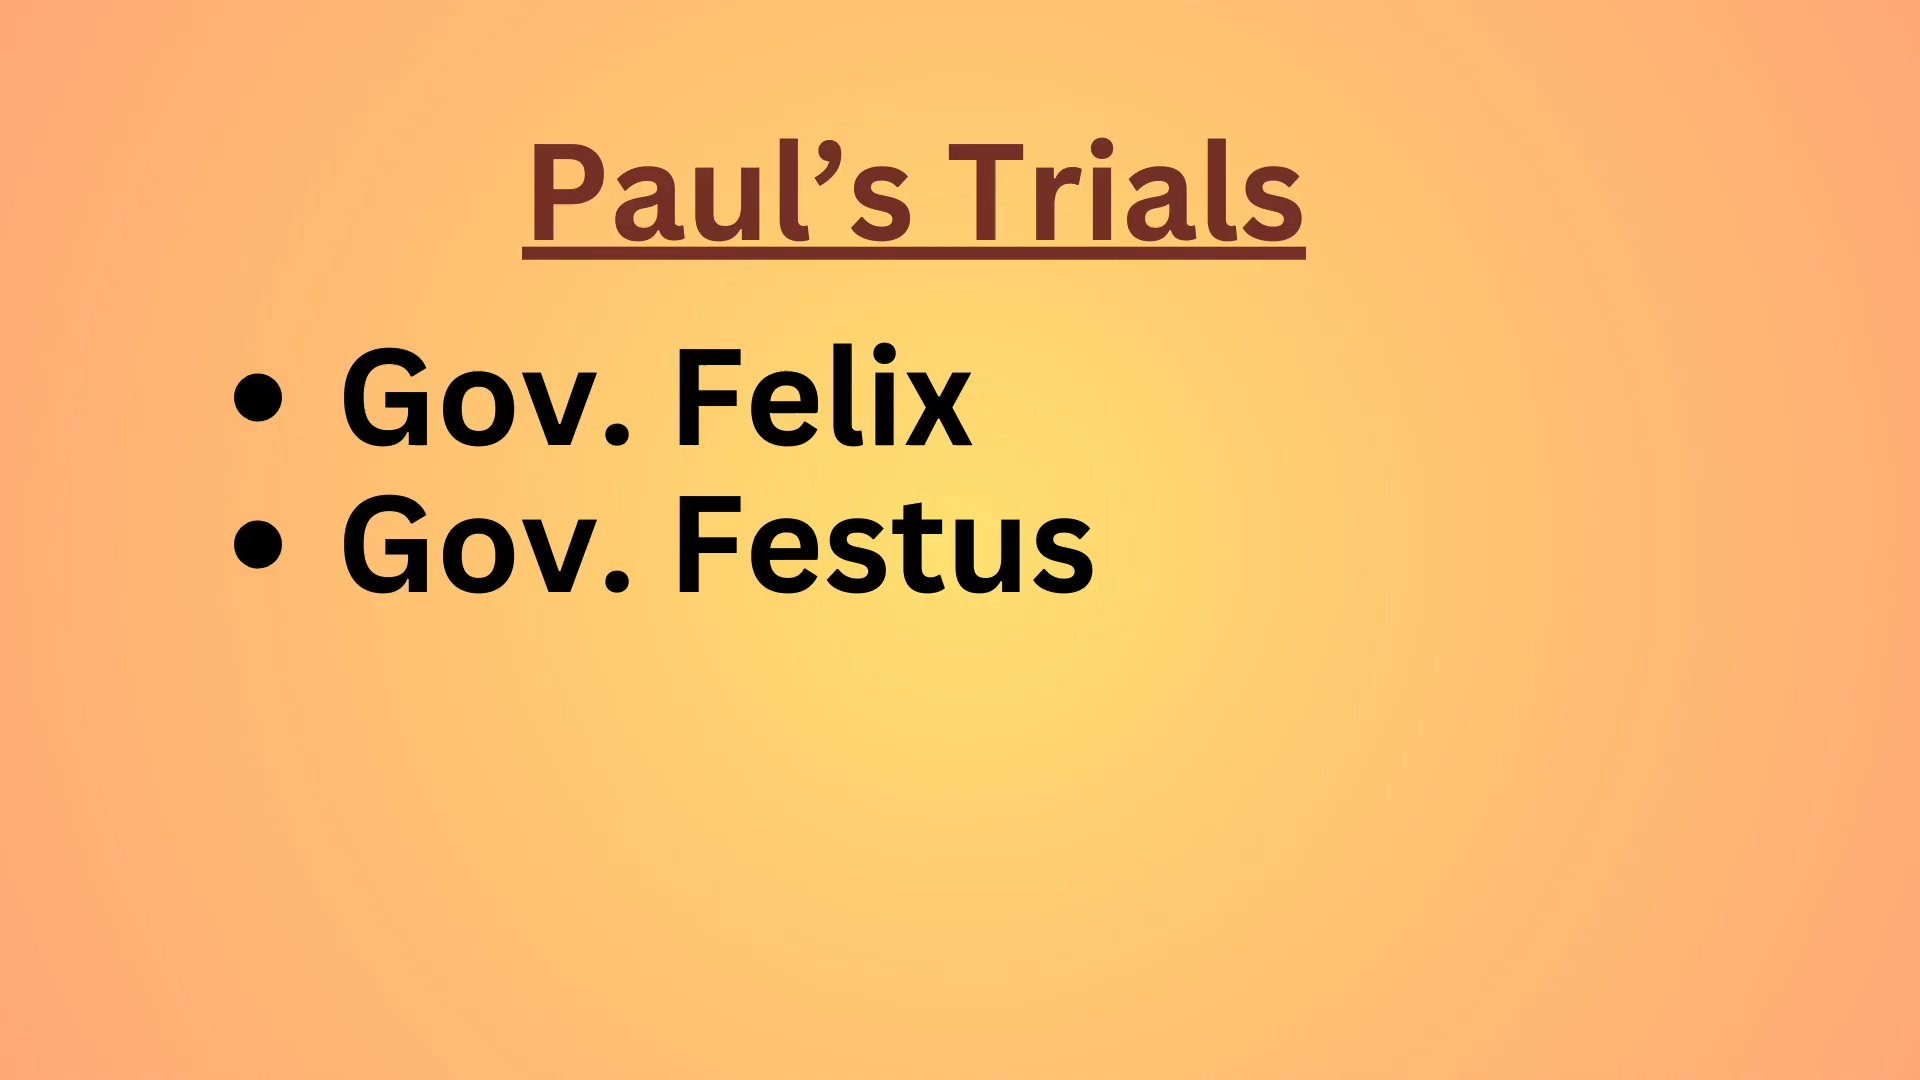 Paul’s Trials
• Gov. Felix
• Gov. Festus